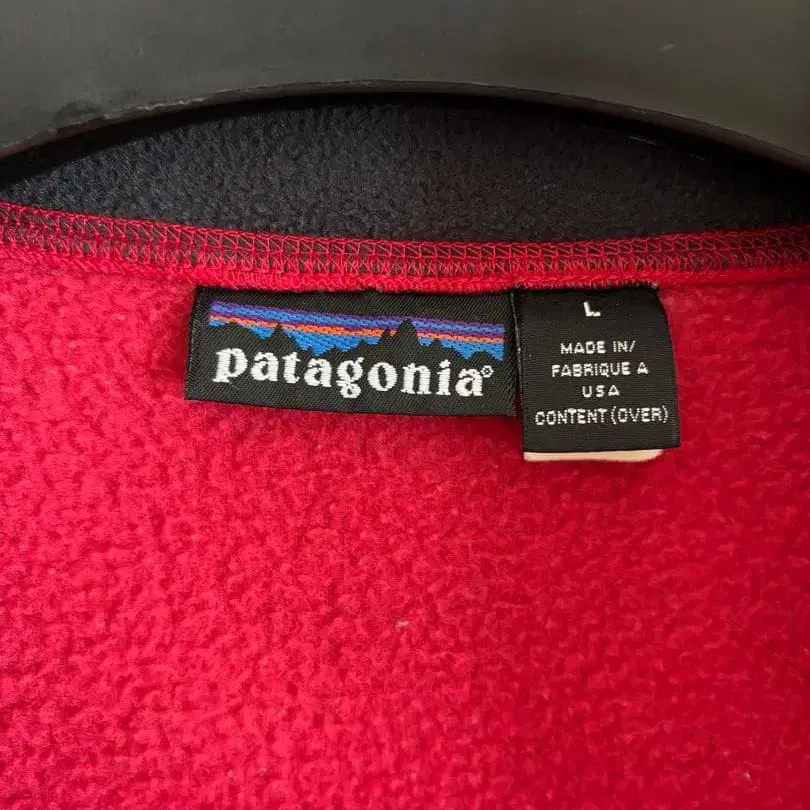 patagonia®
L
MADE IN/
FABRIQUE A
USA
CONTENT (OVER)